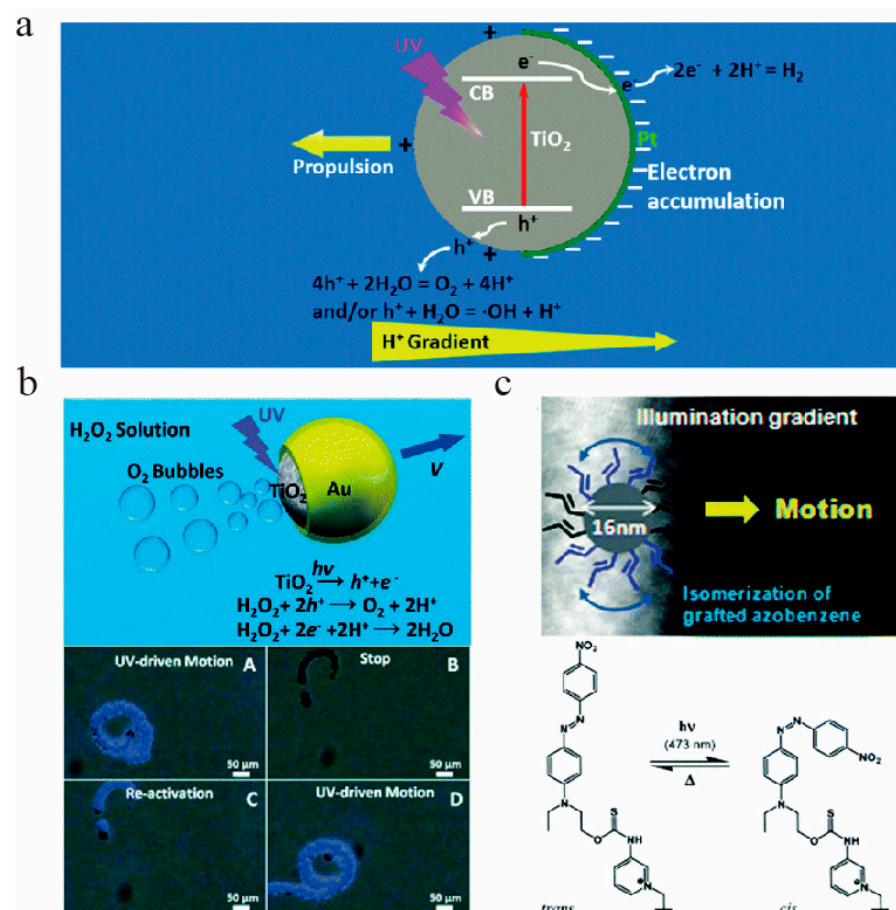 a
UV
CB
e⁻
e⁻
2e⁻ + 2H⁺ = H₂
TiO₂
Pt
Propulsion
Electron
accumulation
VB
h⁺
h⁺
4h⁺ + 2H₂O = O₂ + 4H⁺
and/or h⁺ + H₂O = ·OH + H⁺
H⁺ Gradient
b
H₂O₂ Solution
UV
O₂ Bubbles
TiO₂
Au
V
hν
TiO₂ → h⁺+e⁻
H₂O₂ + 2h⁺ → O₂ + 2H⁺
H₂O₂ + 2e⁻ +2H⁺ → 2H₂O
UV-driven Motion A
50 μm
Stop B
50 μm
Re-activation C
50 μm
UV-driven Motion D
50 μm
c
Illumination gradient
16nm
Motion
Isomerization of
grafted azobenzene
NO₂
N
N
N
S
O
NH
N
trans
hν
(473 nm)
Δ
N
N
NO₂
N
S
O
NH
N
cis